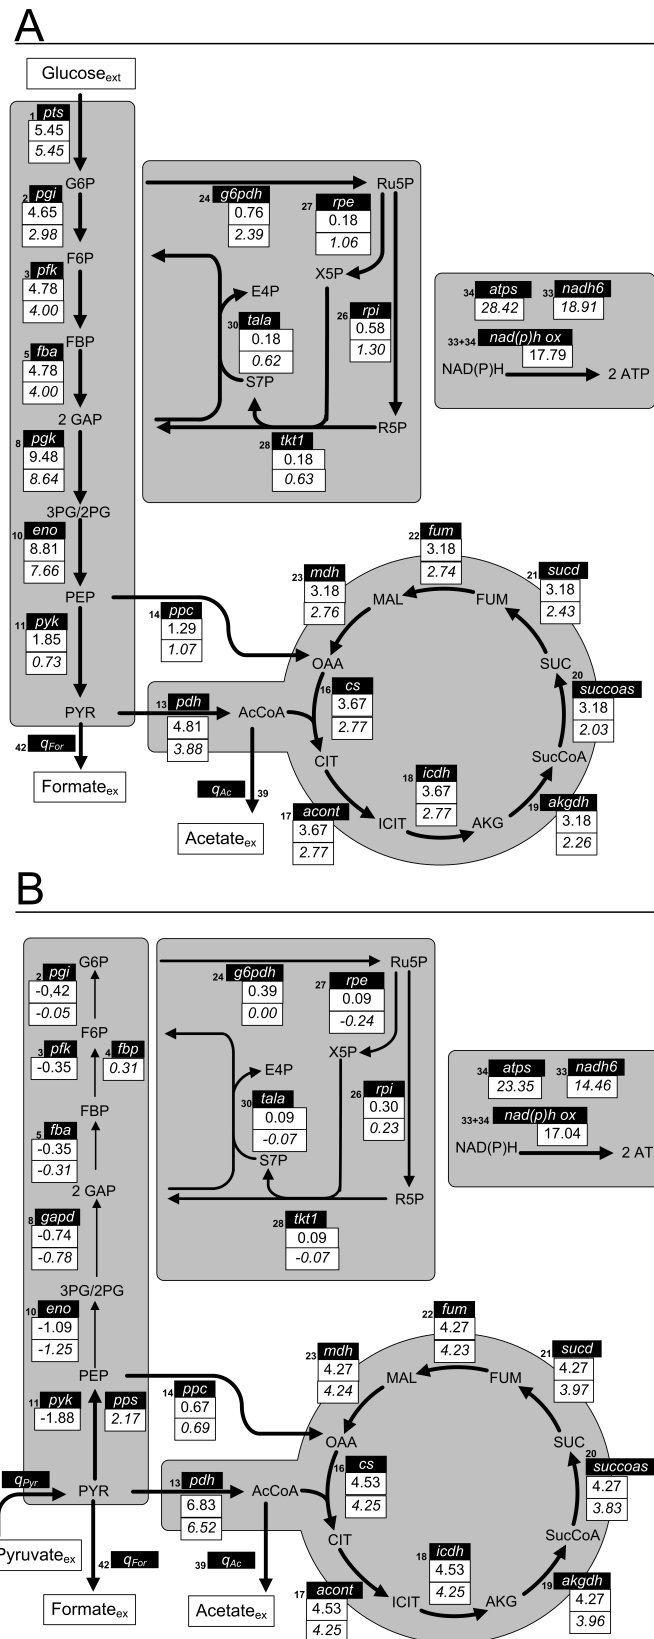 A
Glucose ext
1 pts
5.45
5.45
G6P
2 pgi
4.65
2.98
F6P
3 pfk
4.78
4.00
FBP
5 fba
4.78
4.00
2 GAP
8 pgk
9.48
8.64
3PG/2PG
10 eno
8.81
7.66
PEP
11 pyk
1.85
0.73
PYR
42 qFor
Formate ex
24 g6pdh
0.76
2.39
Ru5P
27 rpe
0.18
1.06
X5P
E4P
26 rpi
0.58
1.30
30 tala
0.18
0.62
S7P
R5P
28 tkt1
0.18
0.63
34 atps
28.42
33 nadh6
18.91
33+34 nad(p)h ox
17.79
NAD(P)H
2 ATP
14 ppc
1.29
1.07
13 pdh
4.81
3.88
AcCoA
qAc 39
Acetate ex
22 fum
3.18
2.74
23 mdh
3.18
2.76
MAL
FUM
21 sucd
3.18
2.43
OAA
SUC
16 cs
3.67
2.77
20 succoas
3.18
2.03
CIT
SucCoA
18 icdh
3.67
2.77
17 acont
3.67
2.77
ICIT
AKG
19 akgdh
3.18
2.26
B
G6P
2 pgi
-0,42
-0.05
F6P
3 pfk
-0.35
4 fbp
0.31
FBP
5 fba
-0.35
-0.31
2 GAP
8 gapd
-0.74
-0.78
3PG/2PG
10 eno
-1.09
-1.25
PEP
11 pyk
-1.88
pps
2.17
qPyr
PYR
Pyruvate ex
42 qFor
Formate ex
24 g6pdh
0.39
0.00
Ru5P
27 rpe
0.09
-0.24
X5P
E4P
26 rpi
0.30
0.23
30 tala
0.09
-0.07
S7P
R5P
28 tkt1
0.09
-0.07
34 atps
23.35
33 nadh6
14.46
33+34 nad(p)h ox
17.04
NAD(P)H
2 AT
14 ppc
0.67
0.69
13 pdh
6.83
6.52
AcCoA
39 qAc
Acetate ex
22 fum
4.27
4.23
23 mdh
4.27
4.24
MAL
FUM
21 sucd
4.27
3.97
OAA
SUC
16 cs
4.53
4.25
20 succoas
4.27
3.83
CIT
SucCoA
18 icdh
4.53
4.25
17 acont
4.53
4.25
ICIT
AKG
19 akgdh
4.27
3.96